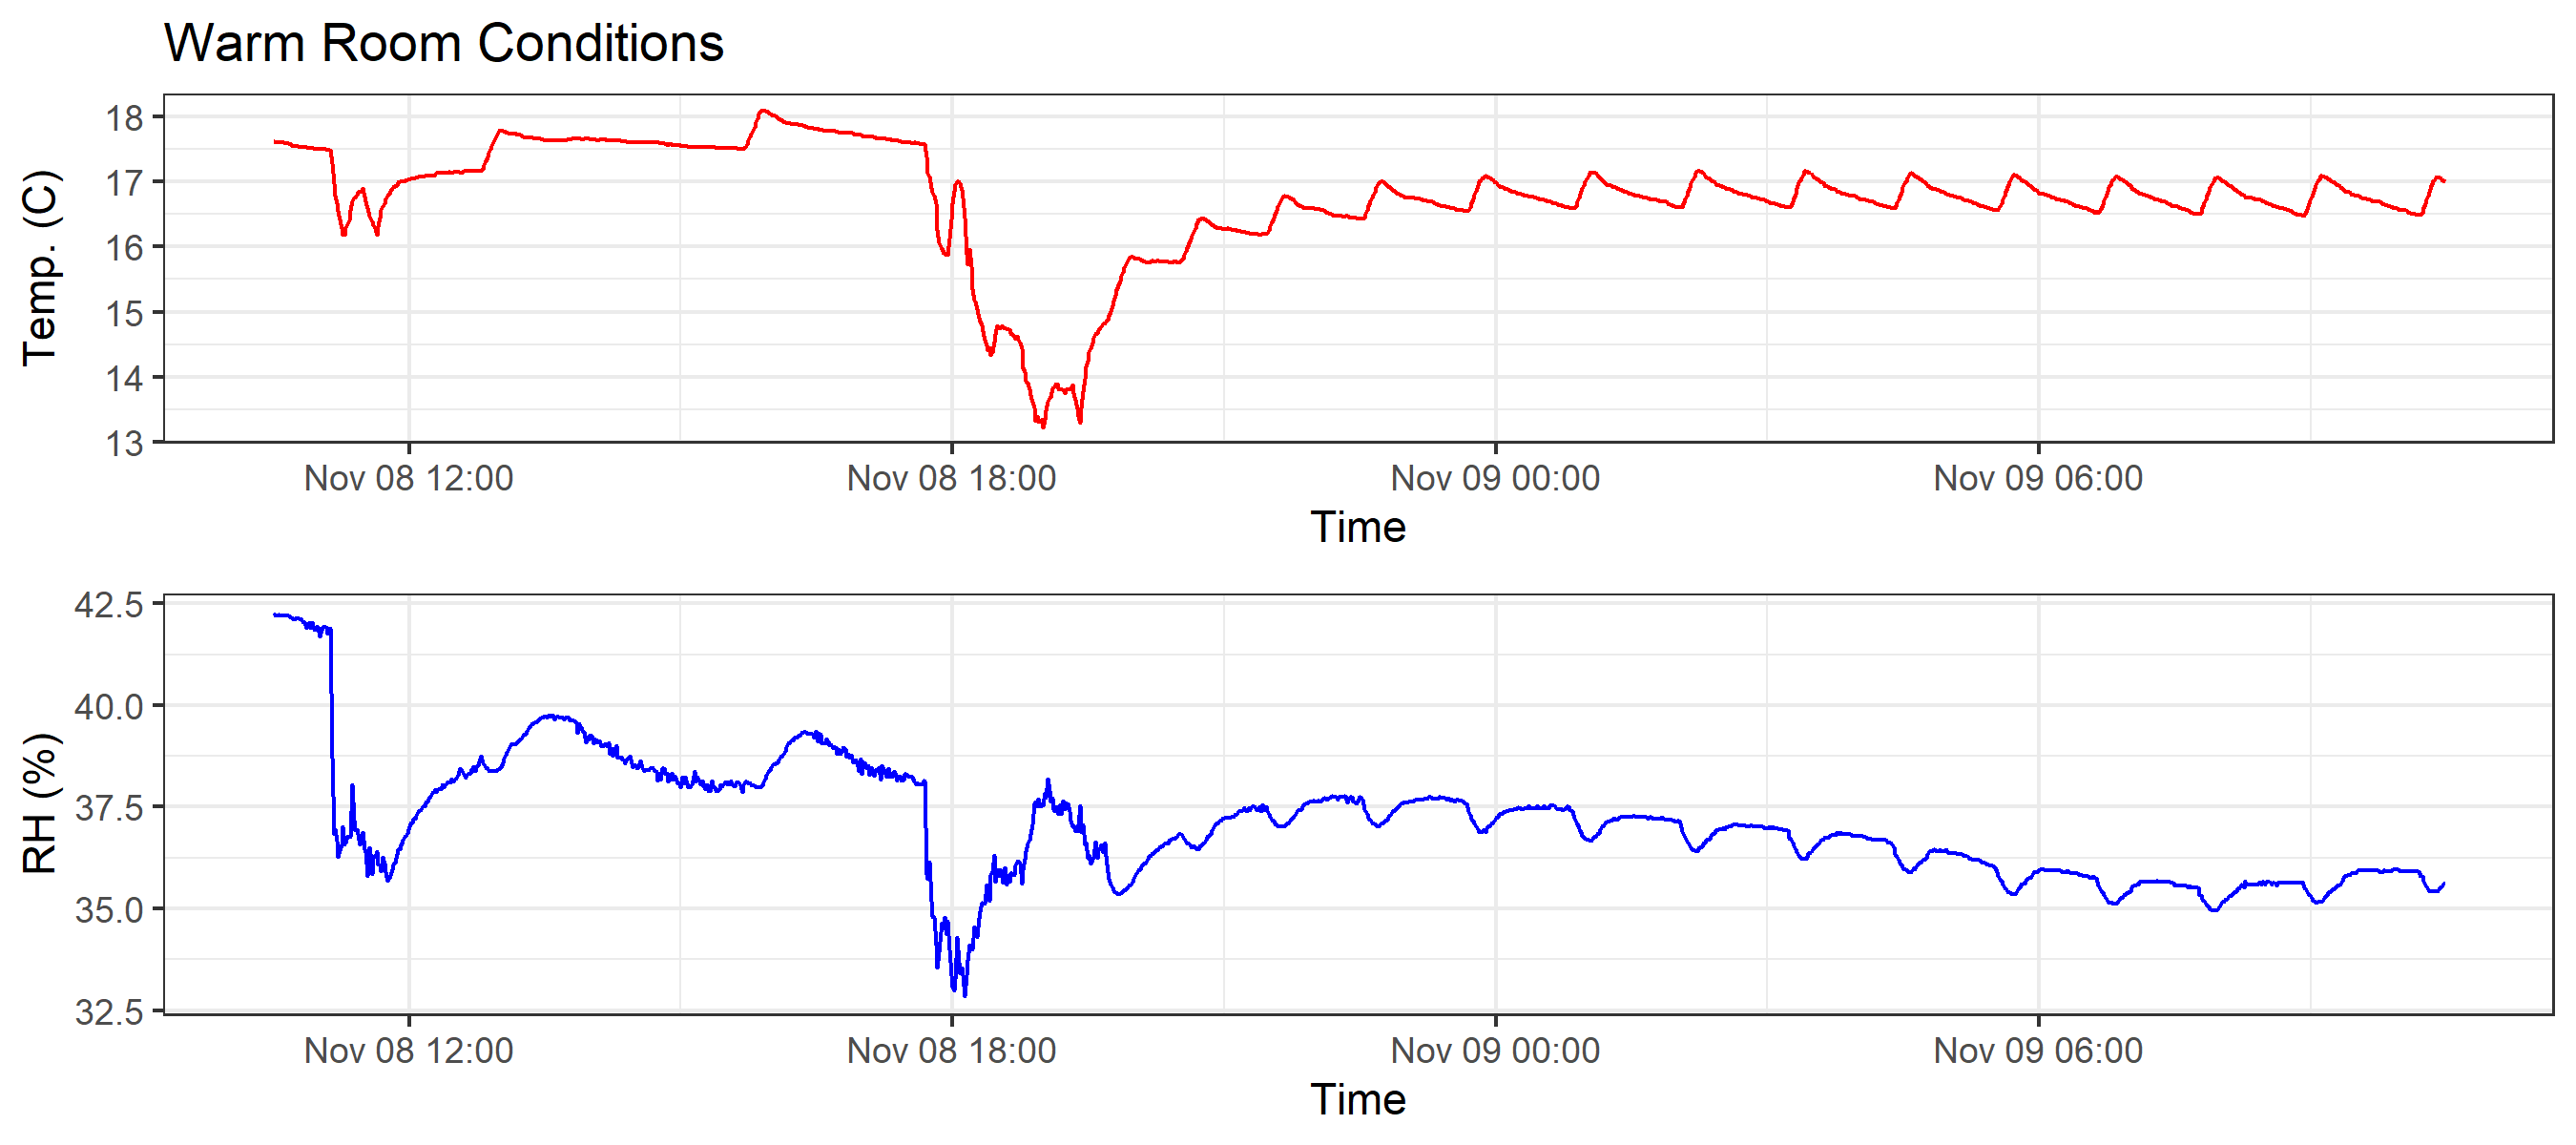 Warm Room Conditions
Temp. (C)
18
17
16
15
14
13
Nov 08 12:00 Nov 08 18:00 Nov 09 00:00 Nov 09 06:00
Time
RH (%)
42.5
40.0
37.5
35.0
32.5
Nov 08 12:00 Nov 08 18:00 Nov 09 00:00 Nov 09 06:00
Time